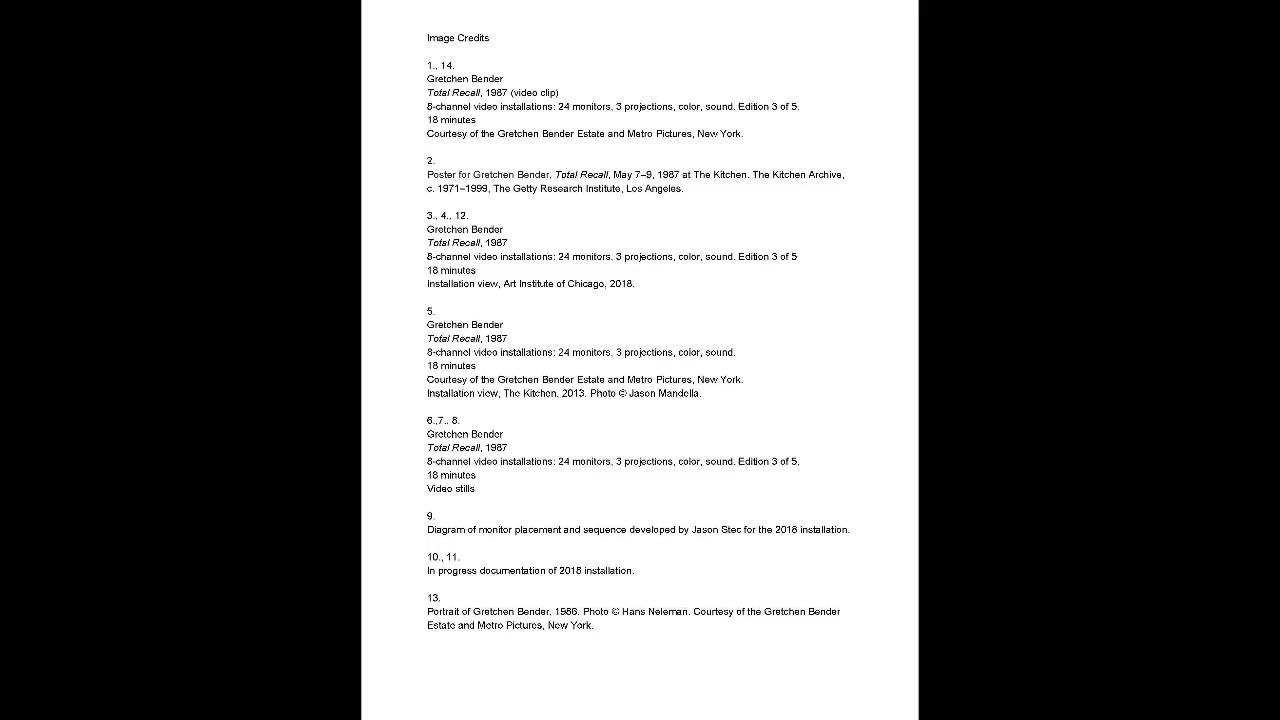 Image Credits
1., 14.
Gretchen Bender
Total Recall, 1987 (video clip)
8-channel video installations: 24 monitors, 3 projections, color, sound. Edition 3 of 5.
18 minutes
Courtesy of the Gretchen Bender Estate and Metro Pictures, New York.
2.
Poster for Gretchen Bender, Total Recall, May 7–9, 1987 at The Kitchen. The Kitchen Archive,
c. 1971–1999, The Getty Research Institute, Los Angeles.
3., 4., 12.
Gretchen Bender
Total Recall, 1987
8-channel video installations: 24 monitors, 3 projections, color, sound. Edition 3 of 5
18 minutes
Installation view, Art Institute of Chicago, 2018.
5.
Gretchen Bender
Total Recall, 1987
8-channel video installations: 24 monitors, 3 projections, color, sound.
18 minutes
Courtesy of the Gretchen Bender Estate and Metro Pictures, New York.
Installation view, The Kitchen, 2013. Photo © Jason Mandella.
6.,7., 8.
Gretchen Bender
Total Recall, 1987
8-channel video installations: 24 monitors, 3 projections, color, sound. Edition 3 of 5.
18 minutes
Video stills
9.
Diagram of monitor placement and sequence developed by Jason Stec for the 2018 installation.
10., 11.
In progress documentation of 2018 installation.
13.
Portrait of Gretchen Bender, 1986. Photo © Hans Neleman. Courtesy of the Gretchen Bender
Estate and Metro Pictures, New York.